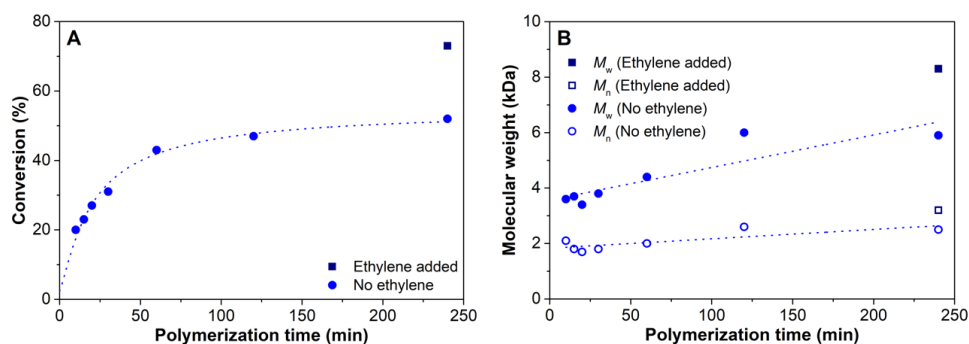 A
Conversion (%)
80
60
40
20
0
Ethylene added
No ethylene
0 50 100 150 200 250
Polymerization time (min)
B
Molecular weight (kDa)
10
8
6
4
2
0
Mw (Ethylene added)
Mn (Ethylene added)
Mw (No ethylene)
Mn (No ethylene)
0 50 100 150 200 250
Polymerization time (min)